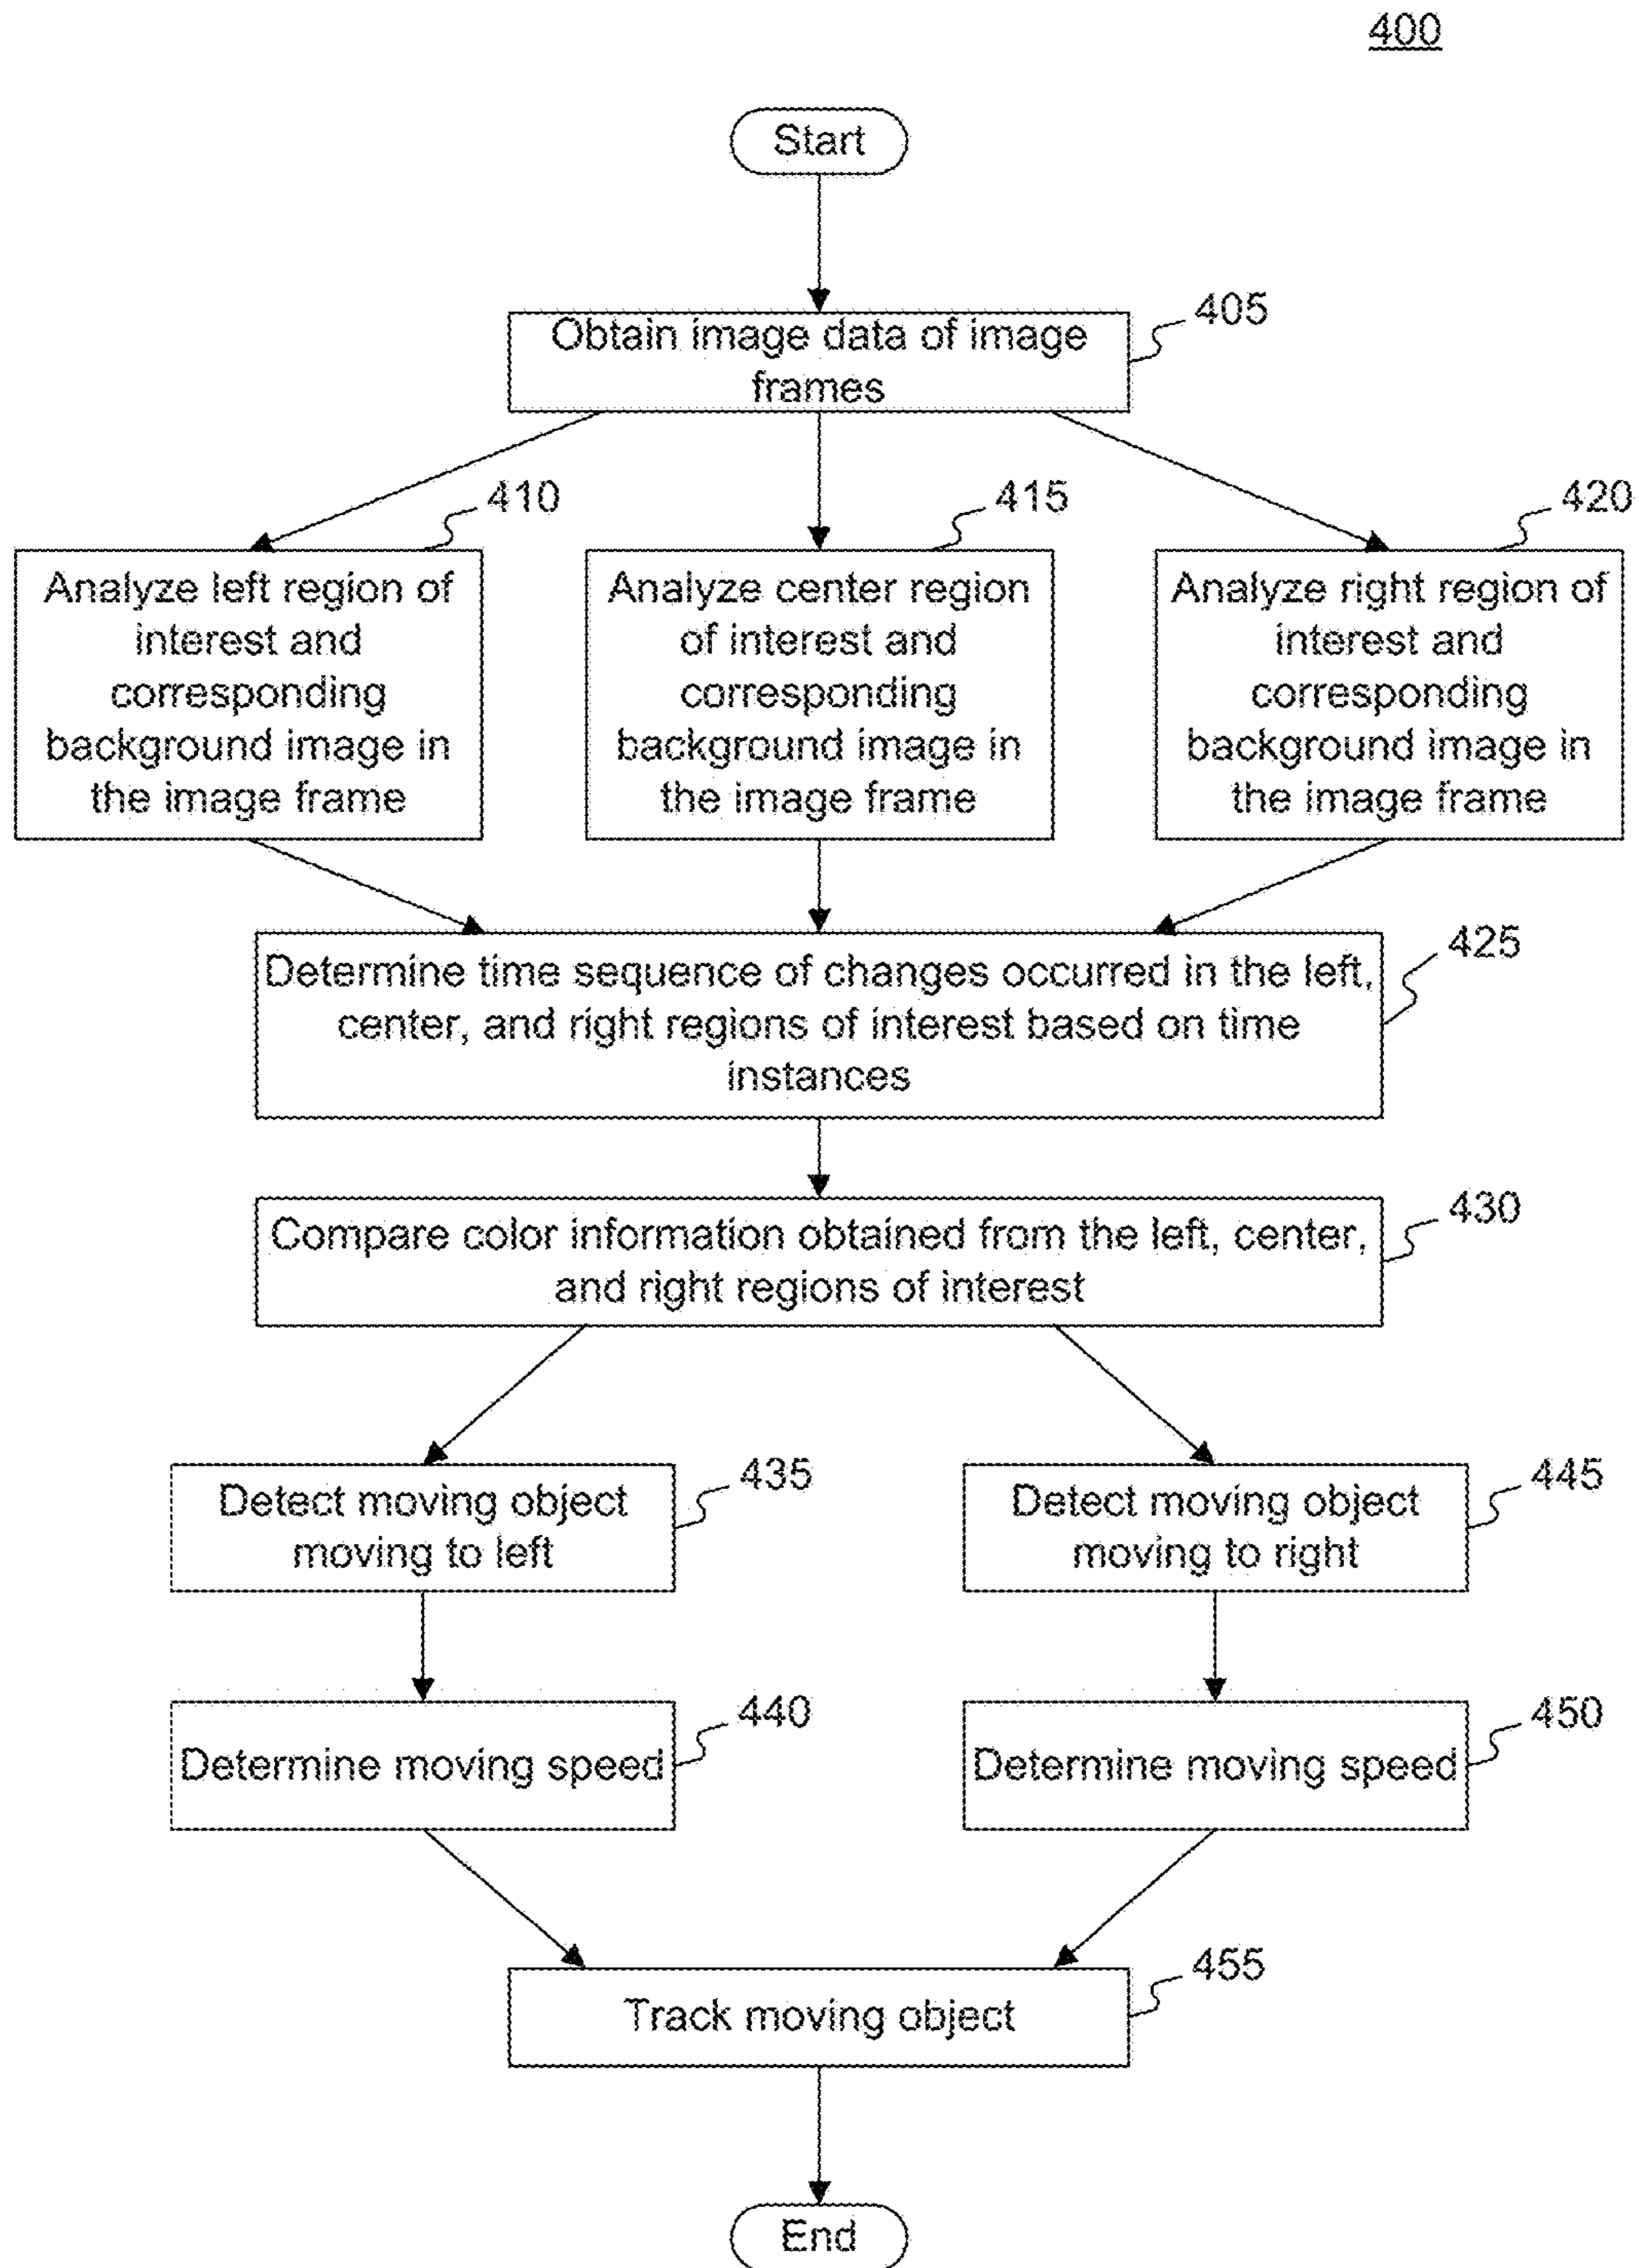 400
Start
Obtain image data of image
frames
405
410
415
420
Analyze left region of
interest and
corresponding
background image in
the image frame
Analyze center region
of interest and
corresponding
background image in
the image frame
Analyze right region of
interest and
corresponding
background image in
the image frame
Determine time sequence of changes occurred in the left,
center, and right regions of interest based on time
instances
425
Compare color information obtained from the left, center,
and right regions of interest
430
Detect moving object
moving to left
435
Detect moving object
moving to right
445
Determine moving speed
440
Determine moving speed
450
Track moving object
455
End